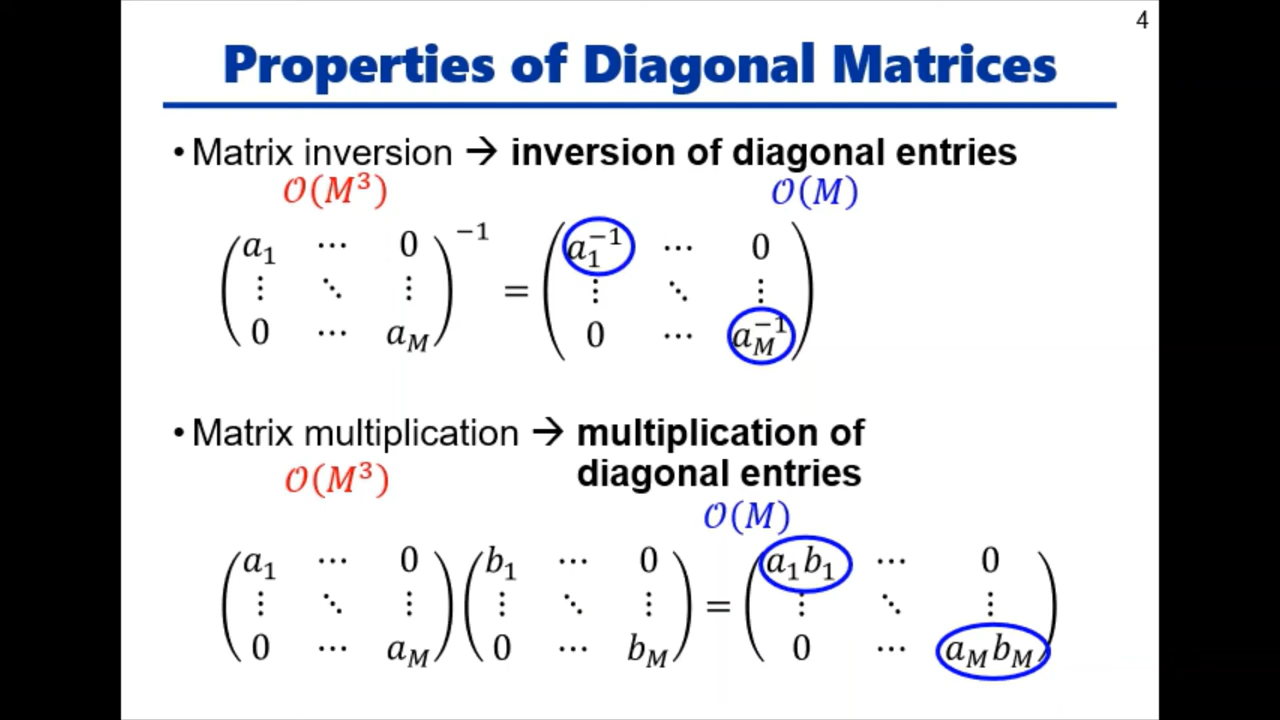 4
Properties of Diagonal Matrices
• Matrix inversion → inversion of diagonal entries
𝒪(M³) 𝒪(M)
( a₁ ⋯ 0 )⁻¹ ( a₁⁻¹ ⋯ 0 )
( ⋮ ⋱ ⋮ ) = ( ⋮ ⋱ ⋮ )
( 0 ⋯ a_M ) ( 0 ⋯ a_M⁻¹ )
• Matrix multiplication → multiplication of
diagonal entries
𝒪(M³)
𝒪(M)
( a₁ ⋯ 0 ) ( b₁ ⋯ 0 ) ( a₁b₁ ⋯ 0 )
( ⋮ ⋱ ⋮ ) ( ⋮ ⋱ ⋮ ) = ( ⋮ ⋱ ⋮ )
( 0 ⋯ a_M ) ( 0 ⋯ b_M ) ( 0 ⋯ a_M b_M )